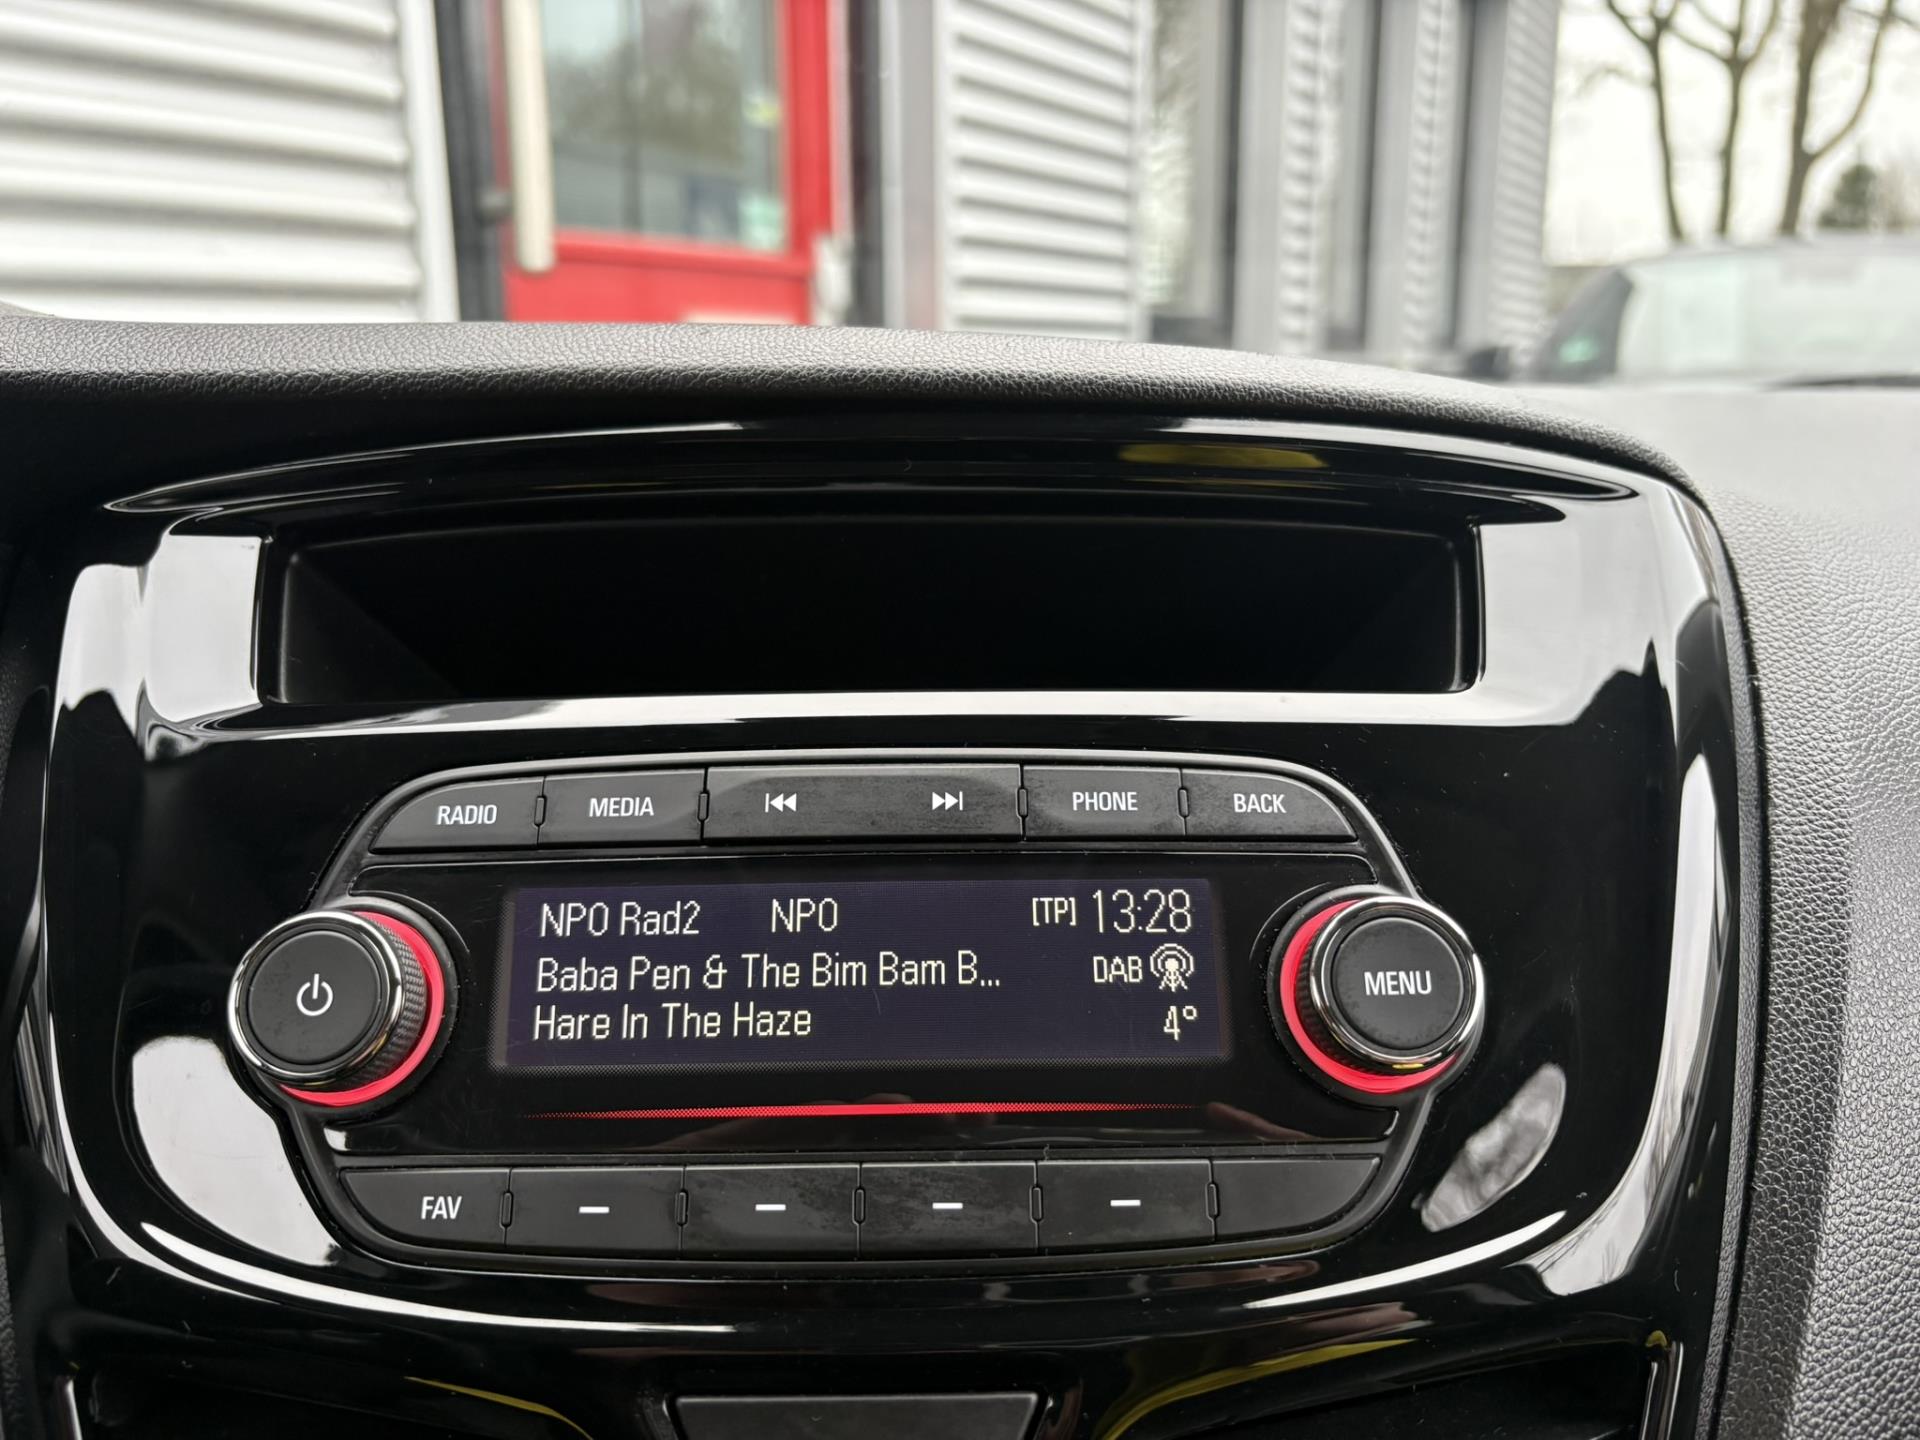 RADIO MEDIA PHONE BACK
NPO Rad2 NPO [TP] 13:28
Baba Pen & The Bim Bam B... DAB
Hare In The Haze 4°
MENU
FAV